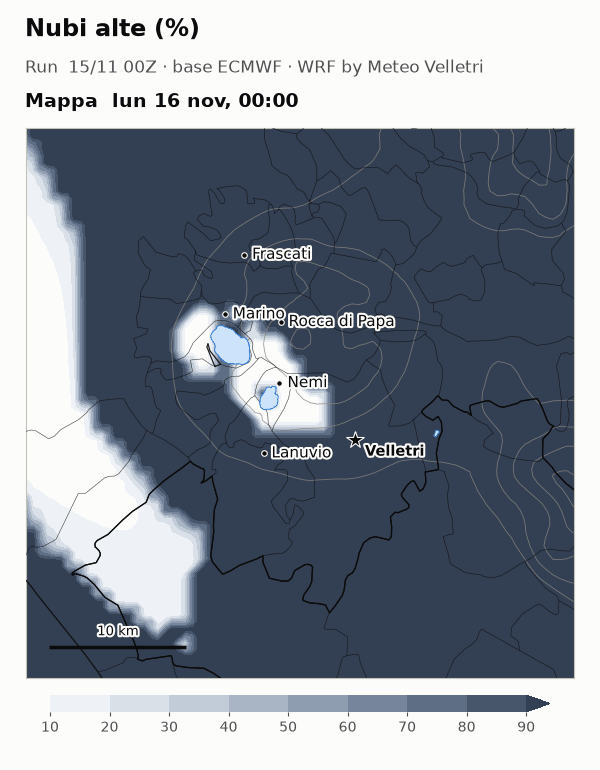 Nubi alte (%)
Run  15/11 00Z · base ECMWF · WRF by Meteo Velletri
Mappa  lun 16 nov, 00:00
Frascati
Marino
Rocca di Papa
Nemi
Velletri
Lanuvio
10 km
10 20 30 40 50 60 70 80 90